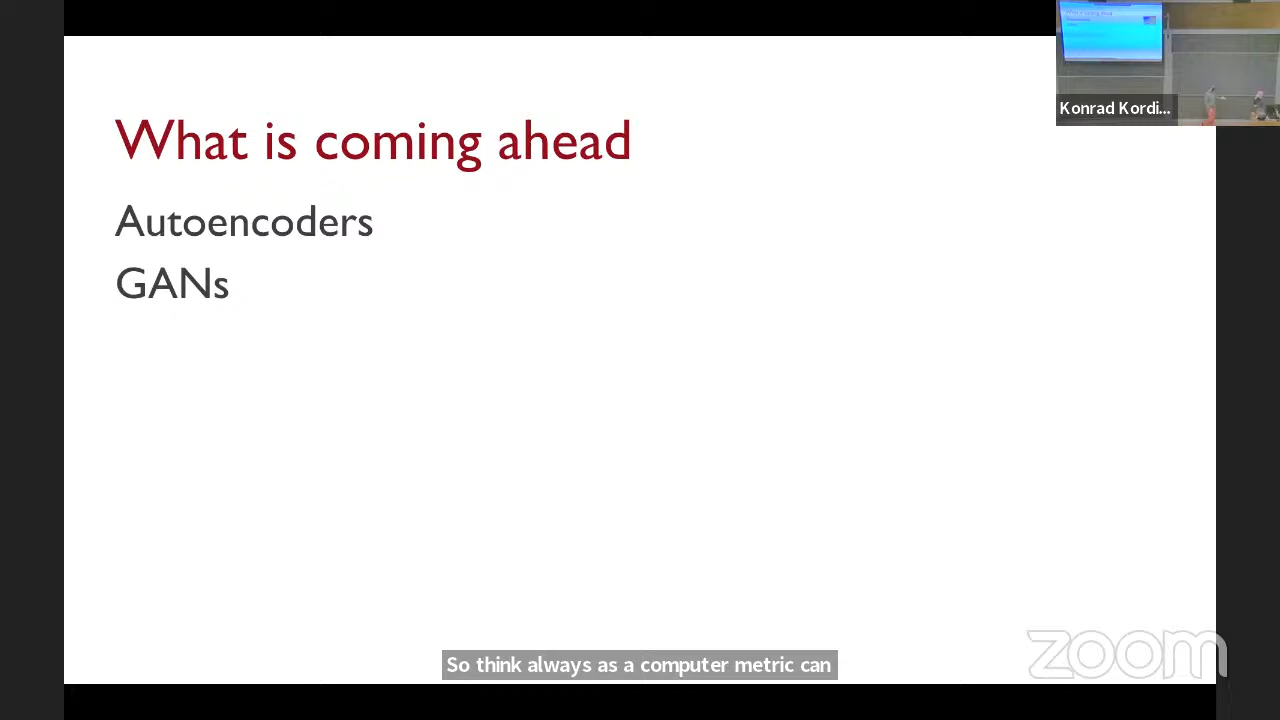 What is coming ahead
Autoencoders
GANs
Konrad Kordi...
So think always as a computer metric can
zoom